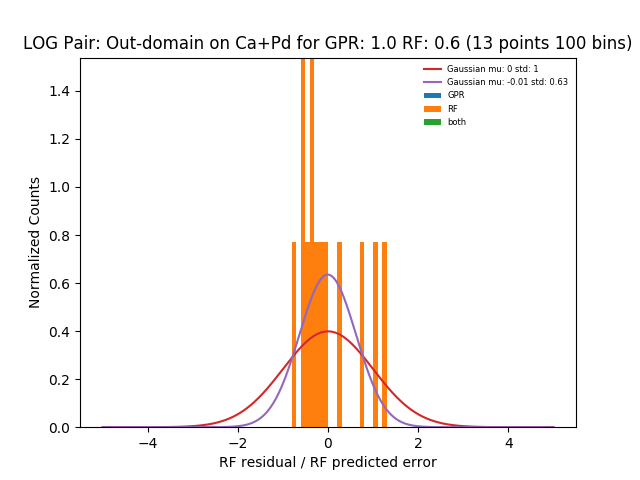 LOG Pair: Out-domain on Ca+Pd for GPR: 1.0 RF: 0.6 (13 points 100 bins)
Gaussian mu: 0 std: 1
Gaussian mu: -0.01 std: 0.63
GPR
RF
both
Normalized Counts
1.4
1.2
1.0
0.8
0.6
0.4
0.2
0.0
−4 −2 0 2 4
RF residual / RF predicted error